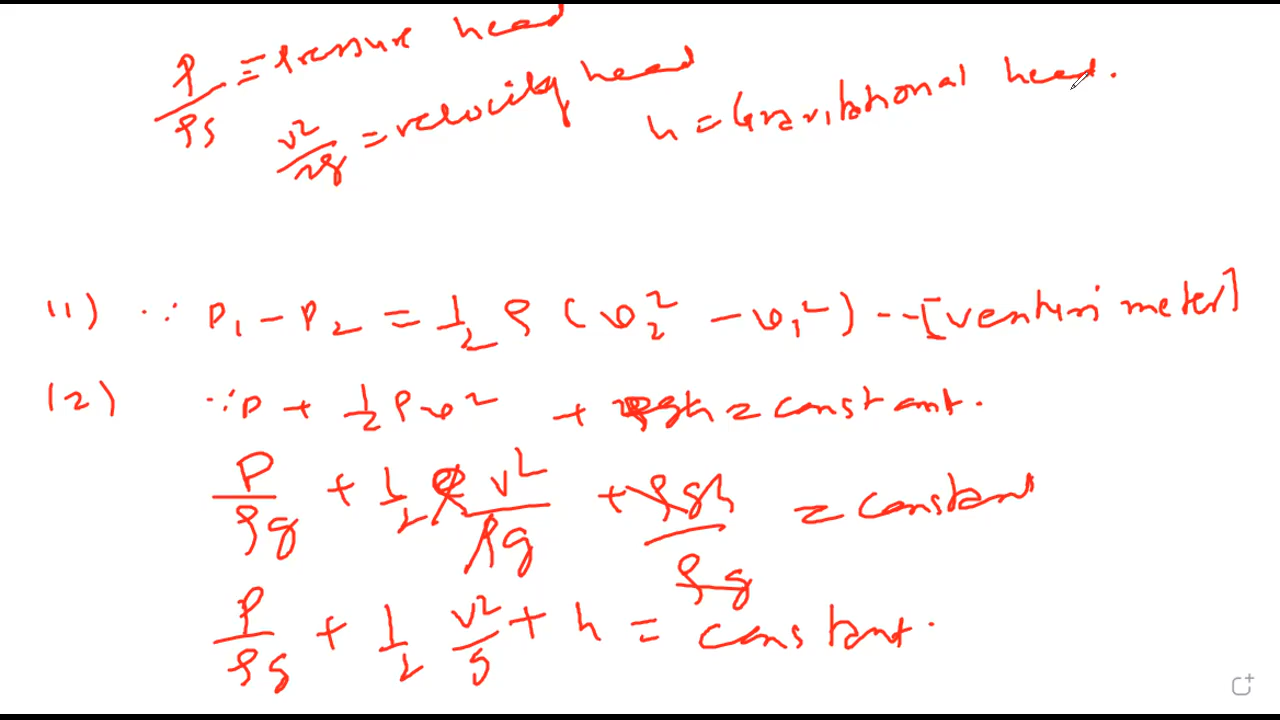 P/ρg = Pressure head
v²/2g = velocity head
h = Gravitational head.
11) ∵ P₁ - P₂ = 1/2 ρ (v₂² - v₁²) --[venturi meter]
12) ∵ P + 1/2 ρv² + ρgh = constant.
P/ρg + 1/2 ρv²/ρg + ρgh/ρg = constant
P/ρg + 1/2 v²/g + h = constant.